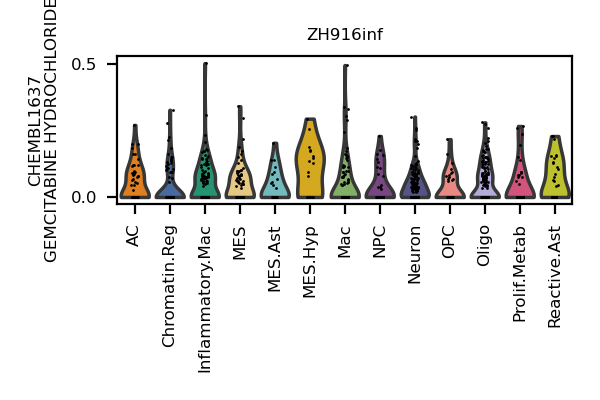 ZH916inf
CHEMBL1637
GEMCITABINE HYDROCHLORIDE
0.5
0.0
AC
Chromatin.Reg
Inflammatory.Mac
MES
MES.Ast
MES.Hyp
Mac
NPC
Neuron
OPC
Oligo
Prolif.Metab
Reactive.Ast